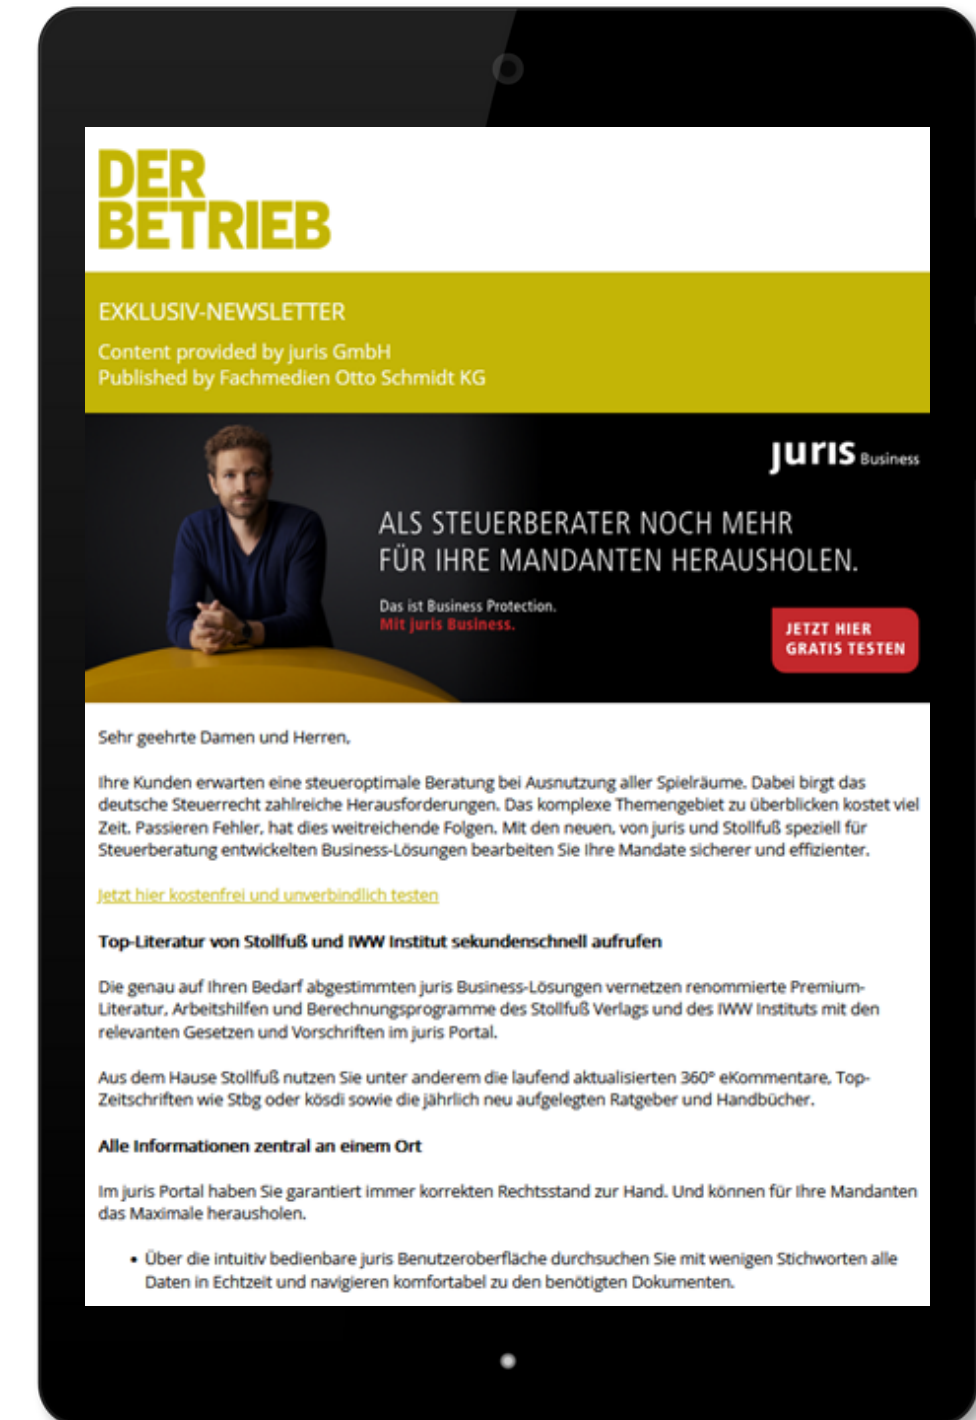 DER
BETRIEB
EXKLUSIV-NEWSLETTER
Content provided by juris GmbH
Published by Fachmedien Otto Schmidt KG
juris Business
ALS STEUERBERATER NOCH MEHR
FÜR IHRE MANDANTEN HERAUSHOLEN.
Das ist Business Protection.
Mit juris Business.
JETZT HIER
GRATIS TESTEN
Sehr geehrte Damen und Herren,
Ihre Kunden erwarten eine steueroptimale Beratung bei Ausnutzung aller Spielräume. Dabei birgt das
deutsche Steuerrecht zahlreiche Herausforderungen. Das komplexe Themengebiet zu überblicken kostet viel
Zeit. Passieren Fehler, hat dies weitreichende Folgen. Mit den neuen, von juris und Stollfuß speziell für
Steuerberatung entwickelten Business-Lösungen bearbeiten Sie Ihre Mandate sicherer und effizienter.
Jetzt hier kostenfrei und unverbindlich testen
Top-Literatur von Stollfuß und IWW Institut sekundenschnell aufrufen
Die genau auf Ihren Bedarf abgestimmten juris Business-Lösungen vernetzen renommierte Premium-
Literatur, Arbeitshilfen und Berechnungsprogramme des Stollfuß Verlags und des IWW Instituts mit den
relevanten Gesetzen und Vorschriften im juris Portal.
Aus dem Hause Stollfuß nutzen Sie unter anderem die laufend aktualisierten 360° eKommentare, Top-
Zeitschriften wie Stbg oder kösdi sowie die jährlich neu aufgelegten Ratgeber und Handbücher.
Alle Informationen zentral an einem Ort
Im juris Portal haben Sie garantiert immer korrekten Rechtsstand zur Hand. Und können für Ihre Mandanten
das Maximale herausholen.
• Über die intuitiv bedienbare juris Benutzeroberfläche durchsuchen Sie mit wenigen Stichworten alle
Daten in Echtzeit und navigieren komfortabel zu den benötigten Dokumenten.